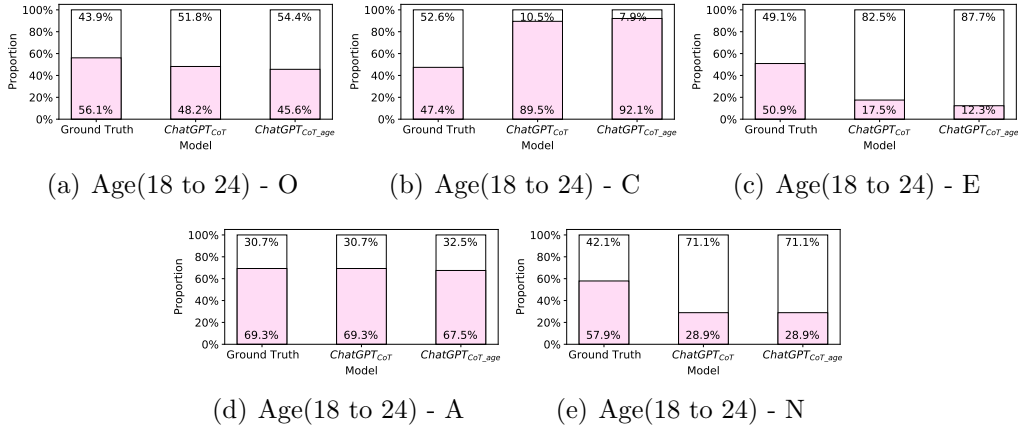 100%
80%
60%
40%
20%
0%
Proportion
43.9%
51.8%
54.4%
56.1%
48.2%
45.6%
Ground Truth
ChatGPT_CoT
ChatGPT_CoT_age
Model
(a) Age(18 to 24) - O
100%
80%
60%
40%
20%
0%
Proportion
52.6%
10.5%
7.9%
47.4%
89.5%
92.1%
Ground Truth
ChatGPT_CoT
ChatGPT_CoT_age
Model
(b) Age(18 to 24) - C
100%
80%
60%
40%
20%
0%
Proportion
49.1%
82.5%
87.7%
50.9%
17.5%
12.3%
Ground Truth
ChatGPT_CoT
ChatGPT_CoT_age
Model
(c) Age(18 to 24) - E
100%
80%
60%
40%
20%
0%
Proportion
30.7%
30.7%
32.5%
69.3%
69.3%
67.5%
Ground Truth
ChatGPT_CoT
ChatGPT_CoT_age
Model
(d) Age(18 to 24) - A
100%
80%
60%
40%
20%
0%
Proportion
42.1%
71.1%
71.1%
57.9%
28.9%
28.9%
Ground Truth
ChatGPT_CoT
ChatGPT_CoT_age
Model
(e) Age(18 to 24) - N